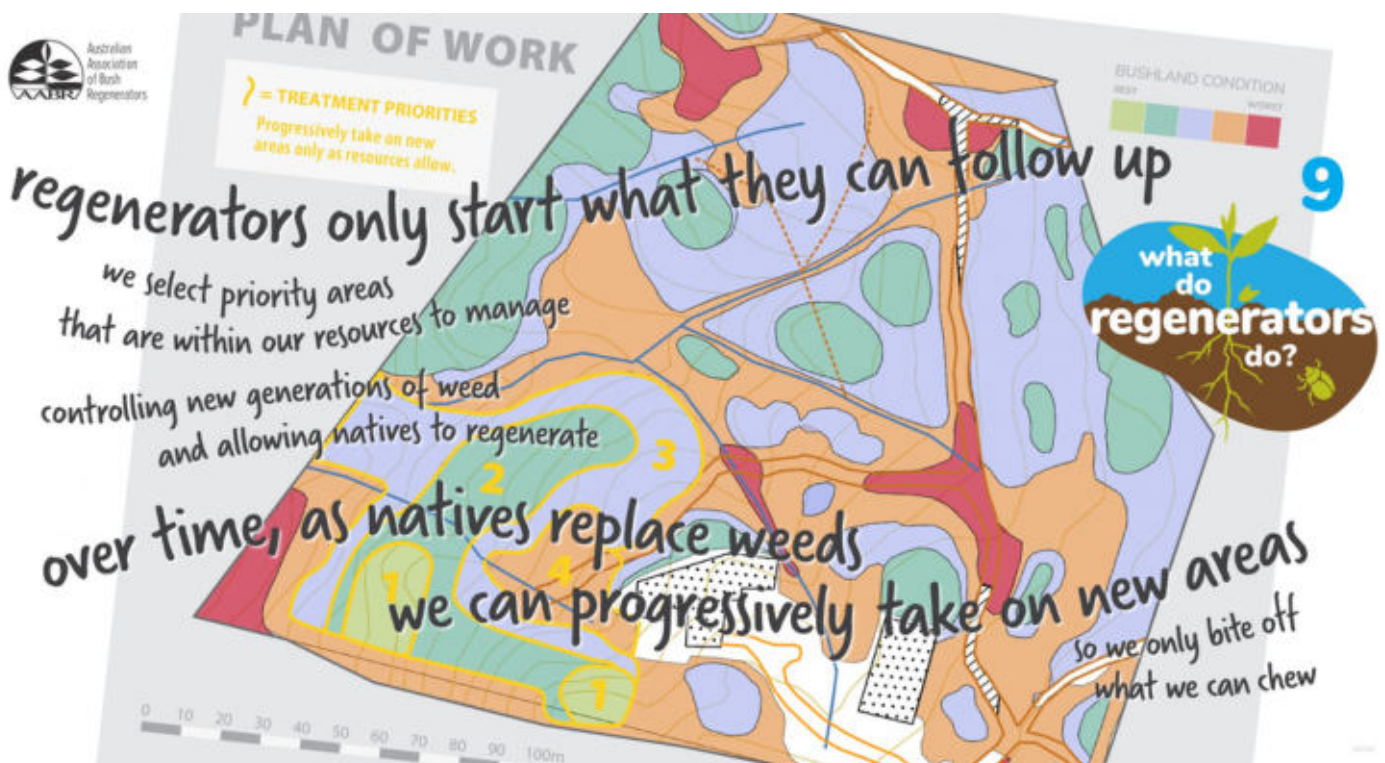 Australian
Association
of Bush
Regenerators
AABR
PLAN OF WORK
= TREATMENT PRIORITIES
Progressively take on new
areas only as resources allow.
BUSHLAND CONDITION
BEST WORST
regenerators only start what they can follow up
9
what
do
regenerators
do?
we select priority areas
that are within our resources to manage
controlling new generations of weed
and allowing natives to regenerate
2
3
over time, as natives replace weeds
1
4
we can progressively take on new areas
so we only bite off
what we can chew
1
0 10 20 30 40 50 60 70 80 90 100m